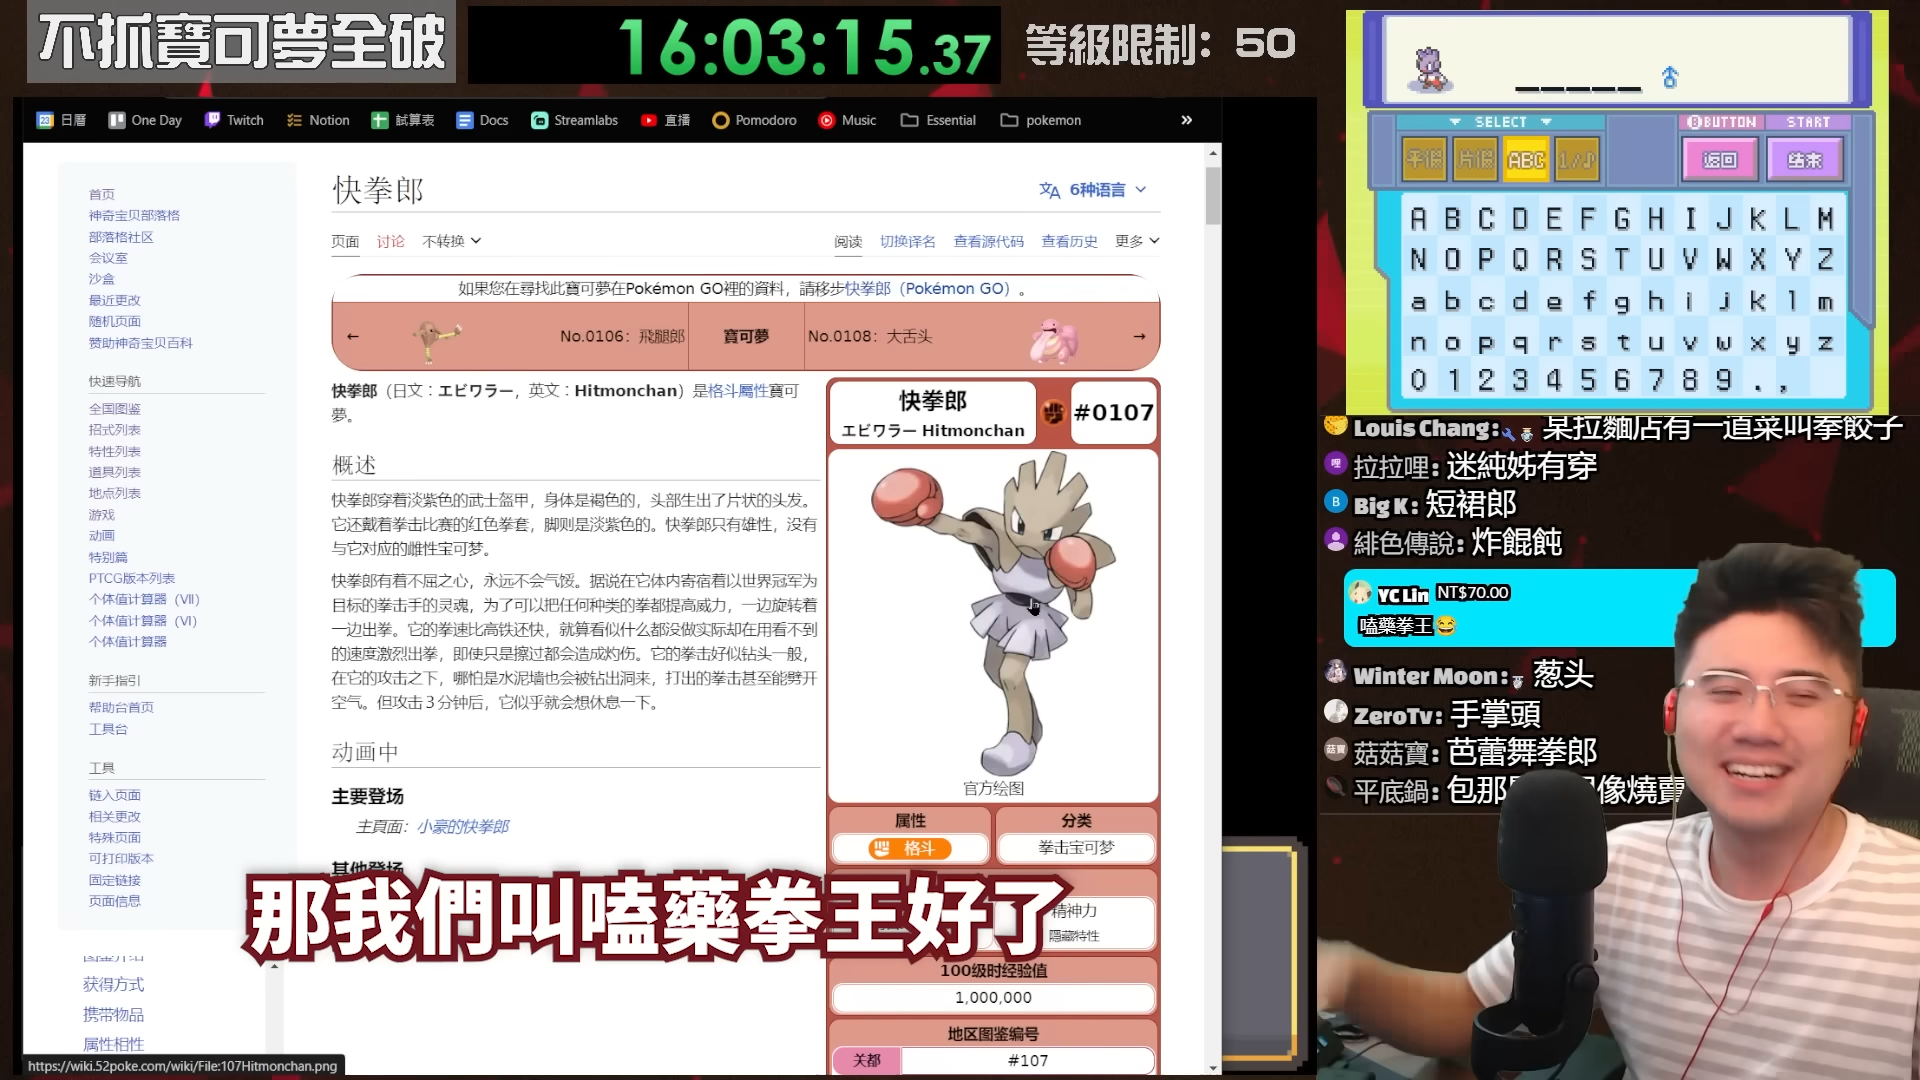 不抓寶可夢全破
16:03:15.37
等級限制：50
日曆
One Day
Twitch
Notion
試算表
Docs
Streamlabs
直播
Pomodoro
Music
Essential
pokemon
»
首页
神奇宝贝部落格
部落格社区
会议室
沙盒
最近更改
随机页面
赞助神奇宝贝百科
快速导航
全国图鉴
招式列表
特性列表
道具列表
地点列表
游戏
动画
特别篇
PTCG版本列表
个体值计算器（VII）
个体值计算器（VI）
个体值计算器
新手指引
帮助台首页
工具台
工具
链入页面
相关更改
特殊页面
可打印版本
固定链接
页面信息
获得方式
携带物品
属性相性
https://wiki.52poke.com/wiki/File:107Hitmonchan.png
快拳郎
6种语言
页面 讨论 不转换
阅读 切换译名 查看源代码 查看历史 更多
如果您在尋找此寶可夢在Pokémon GO裡的資料，請移步快拳郎（Pokémon GO）。
← No.0106：飛腿郎 寶可夢 No.0108：大舌头 →
快拳郎（日文：エビワラー，英文：Hitmonchan）是格斗屬性寶可
夢。
概述
快拳郎穿着淡紫色的武士盔甲，身体是褐色的，头部生出了片状的头发。
它还戴着拳击比赛的红色拳套，脚则是淡紫色的。快拳郎只有雄性，没有
与它对应的雌性宝可梦。
快拳郎有着不屈之心，永远不会气馁。据说在它体内寄宿着以世界冠军为
目标的拳击手的灵魂，为了可以把任何种类的拳都提高威力，一边旋转着
一边出拳。它的拳速比高铁还快，就算看似什么都没做实际却在用看不到
的速度激烈出拳，即使只是擦过都会造成灼伤。它的拳击好似钻头一般，
在它的攻击之下，哪怕是水泥墙也会被钻出洞来，打出的拳击甚至能劈开
空气。但攻击３分钟后，它似乎就会想休息一下。
动画中
主要登场
主頁面：小豪的快拳郎
其他登场
快拳郎
エビワラー Hitmonchan
#0107
官方绘图
属性
分类
格斗
拳击宝可梦
精神力
隱藏特性
100级时经验值
1,000,000
地区图鉴编号
关都
#107
那我們叫嗑藥拳王好了
SELECT
BUTTON
START
平假
片假
ABC
1/♪
返回
结束
A B C D E F G H I J K L M
N O P Q R S T U V W X Y Z
a b c d e f g h i j k l m
n o p q r s t u v w x y z
0 1 2 3 4 5 6 7 8 9 . ,
Louis Chang: 某拉麵店有一道菜叫拳餃子
拉拉哩: 迷純姊有穿
Big K: 短裙郎
緋色傳說: 炸餛飩
YC Lin NT$70.00
嗑藥拳王😂
Winter Moon: 葱头
ZeroTv: 手掌頭
菇菇寶: 芭蕾舞拳郎
平底鍋: 包那 像燒賣